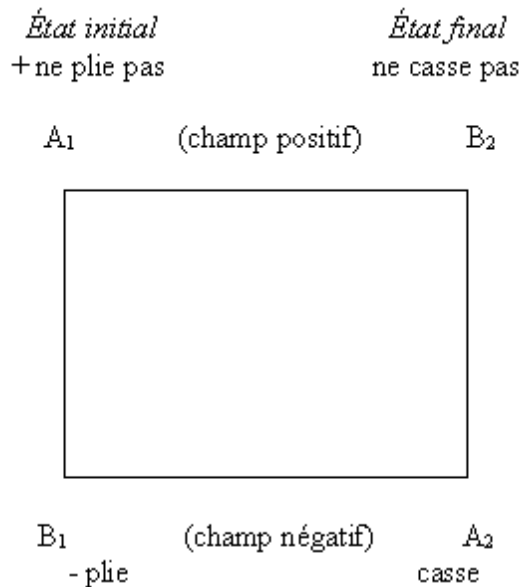 État initial État final
+ ne plie pas ne casse pas
A₁ (champ positif) B₂
B₁ (champ négatif) A₂
- plie casse